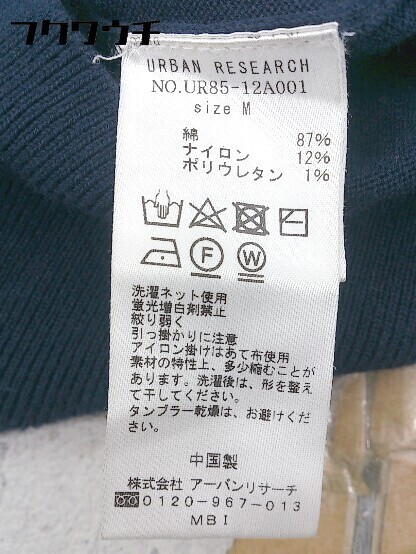 フクウウチ
URBAN RESEARCH
NO.UR85-12A001
size M
綿 87%
ナイロン 12%
ポリウレタン 1%
F W
洗濯ネット使用
蛍光増白剤禁止
絞り弱く
引っ掛かりに注意
アイロン掛けはあて布使用
素材の特性上、多少縮むことが
あります。洗濯後は、形を整え
て干してください。
タンブラー乾燥は、お避けくだ
さい。
中国製
株式会社 アーバンリサーチ
0120-967-013
MBI